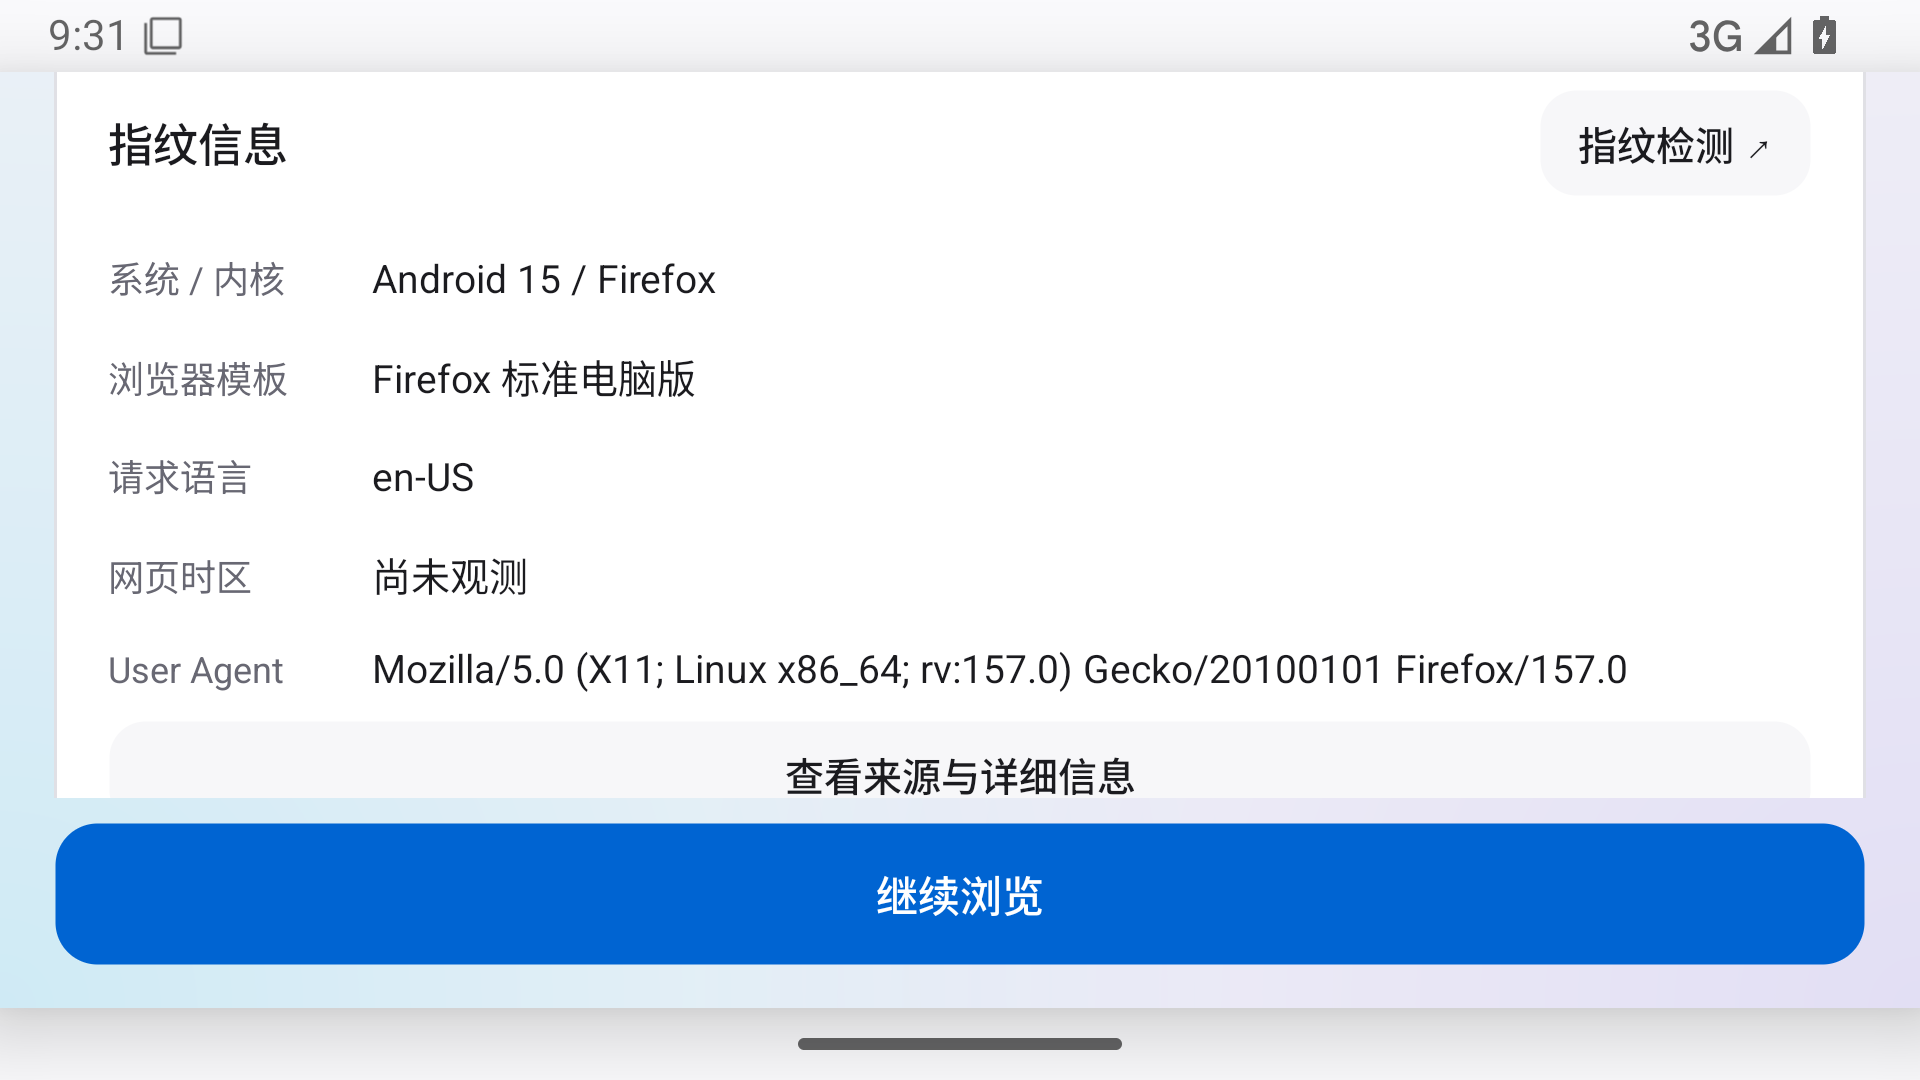 9:31
3G
指纹信息
指纹检测 ↗
系统 / 内核 Android 15 / Firefox
浏览器模板 Firefox 标准电脑版
请求语言 en-US
网页时区 尚未观测
User Agent Mozilla/5.0 (X11; Linux x86_64; rv:157.0) Gecko/20100101 Firefox/157.0
查看来源与详细信息
继续浏览